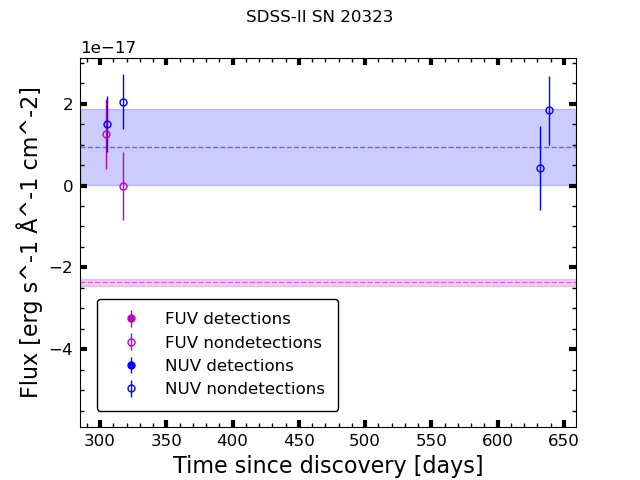 SDSS-II SN 20323
1e−17
Flux [erg s^-1 Å^-1 cm^-2]
2
0
−2
−4
FUV detections
FUV nondetections
NUV detections
NUV nondetections
300 350 400 450 500 550 600 650
Time since discovery [days]